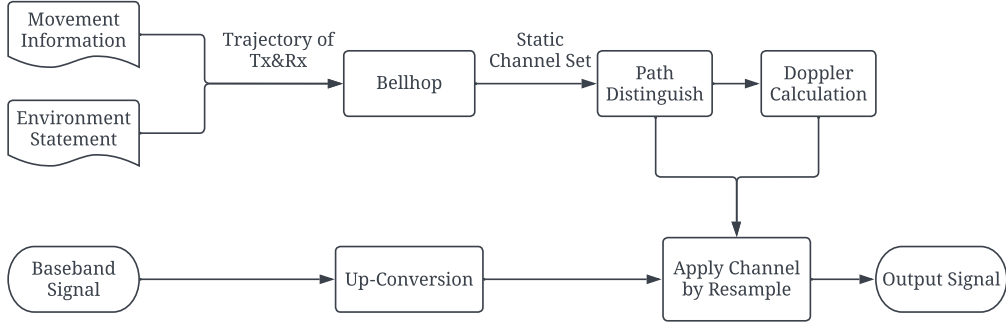 Movement
Information
Trajectory of
Tx&Rx
Static
Channel Set
Bellhop
Path
Distinguish
Doppler
Calculation
Environment
Statement
Baseband
Signal
Up-Conversion
Apply Channel
by Resample
Output Signal